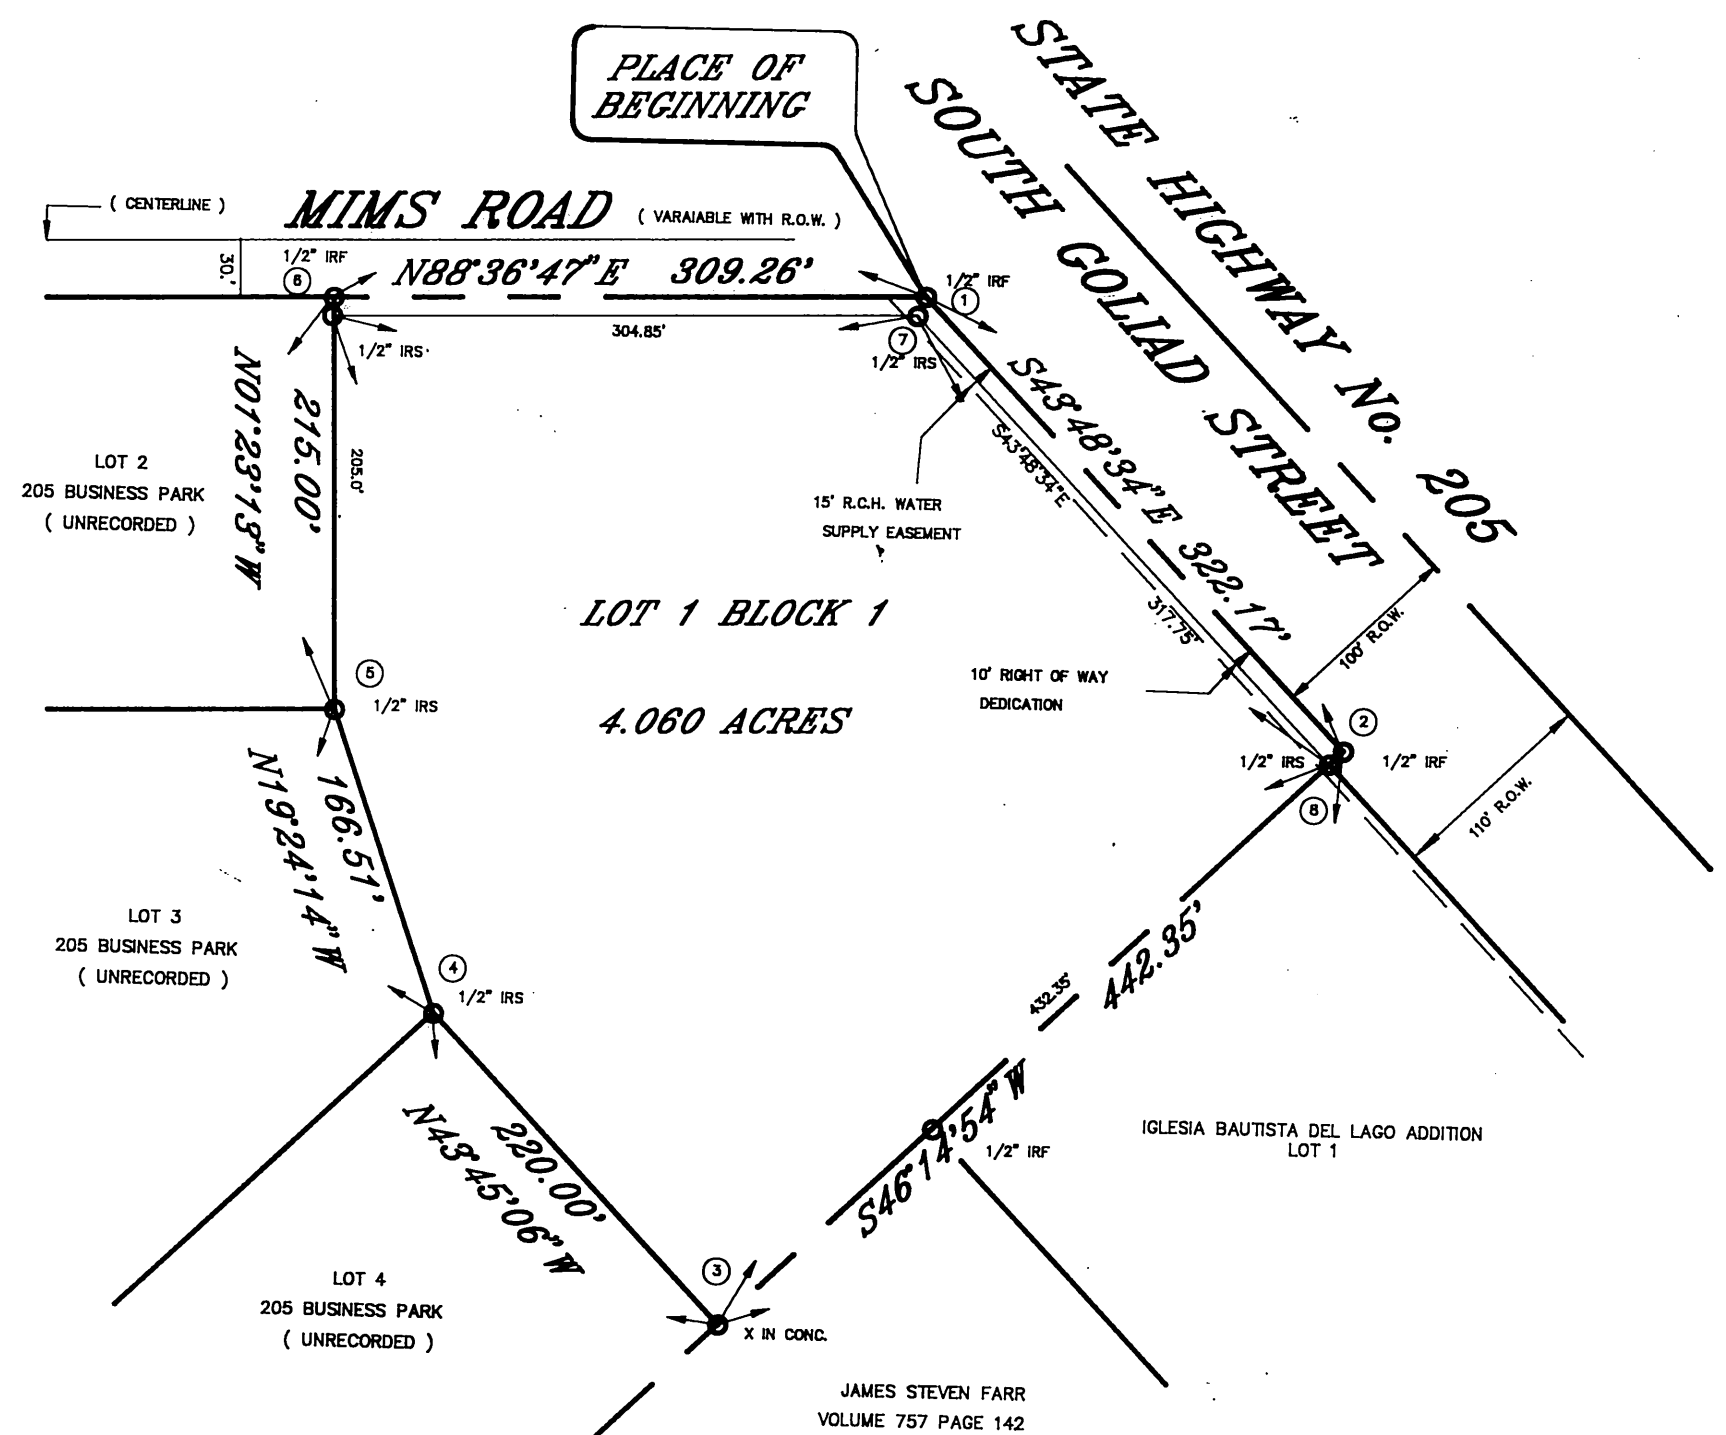 PLACE OF
BEGINNING
STATE HIGHWAY No. 205
SOUTH GOLIAD STREET
( CENTERLINE )
MIMS ROAD
( VARAIABLE WITH R.O.W. )
30.'
1/2" IRF
6
N88°36'47"E 309.26'
1/2" IRF
1
304.85'
1/2" IRS
7
1/2" IRS
N01°23'13"W
215.00'
205.0'
S43°48'34"E 322.17'
S43°48'34"E
317.75'
LOT 2
205 BUSINESS PARK
( UNRECORDED )
15' R.C.H. WATER
SUPPLY EASEMENT
LOT 1 BLOCK 1
4.060 ACRES
10' RIGHT OF WAY
DEDICATION
100' R.O.W.
110' R.O.W.
5
1/2" IRS
2
1/2" IRS
1/2" IRF
8
N19°24'14"W
166.51'
LOT 3
205 BUSINESS PARK
( UNRECORDED )
4
1/2" IRS
442.35'
432.35'
S46°14'54"W
1/2" IRF
IGLESIA BAUTISTA DEL LAGO ADDITION
LOT 1
220.00'
N43°45'06"W
3
X IN CONC.
LOT 4
205 BUSINESS PARK
( UNRECORDED )
JAMES STEVEN FARR
VOLUME 757 PAGE 142